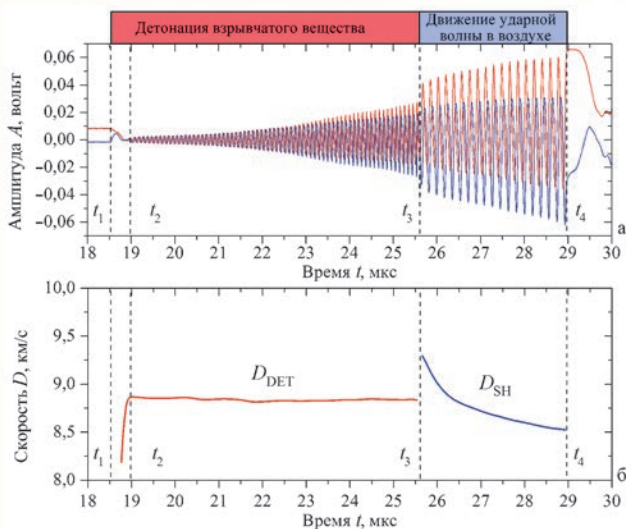 Детонация взрывчатого вещества
Движение ударной
волны в воздухе
Амплитуда A, вольт
0,06
0,04
0,02
0,00
−0,02
−0,04
−0,06
t1
t2
t3
t4
а
18 19 20 21 22 23 24 25 26 27 28 29 30
Время t, мкс
Скорость D, км/с
10,0
9,5
9,0
8,5
8,0
DDET
DSH
t1
t2
t3
t4
б
18 19 20 21 22 23 24 25 26 27 28 29 30
Время t, мкс